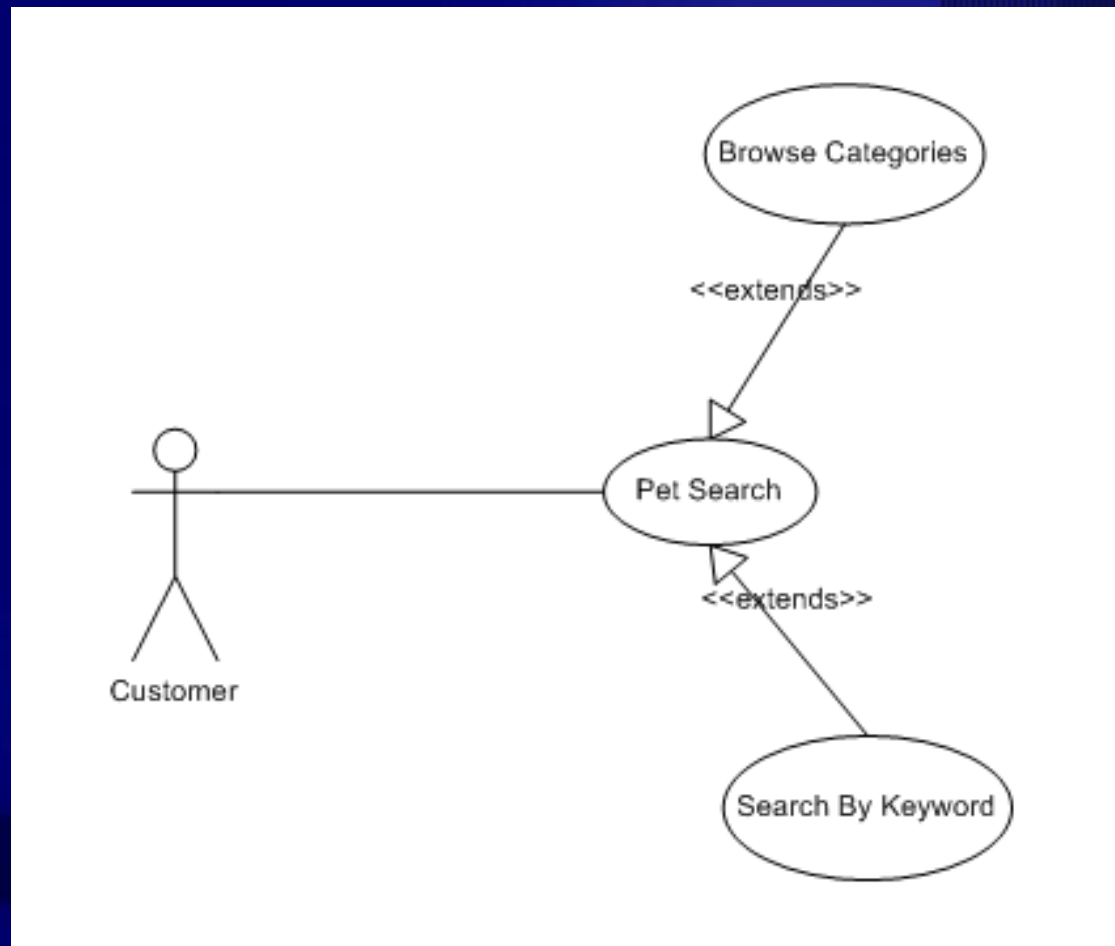 Browse Categories
<<extends>>
Pet Search
<<extends>>
Customer
Search By Keyword